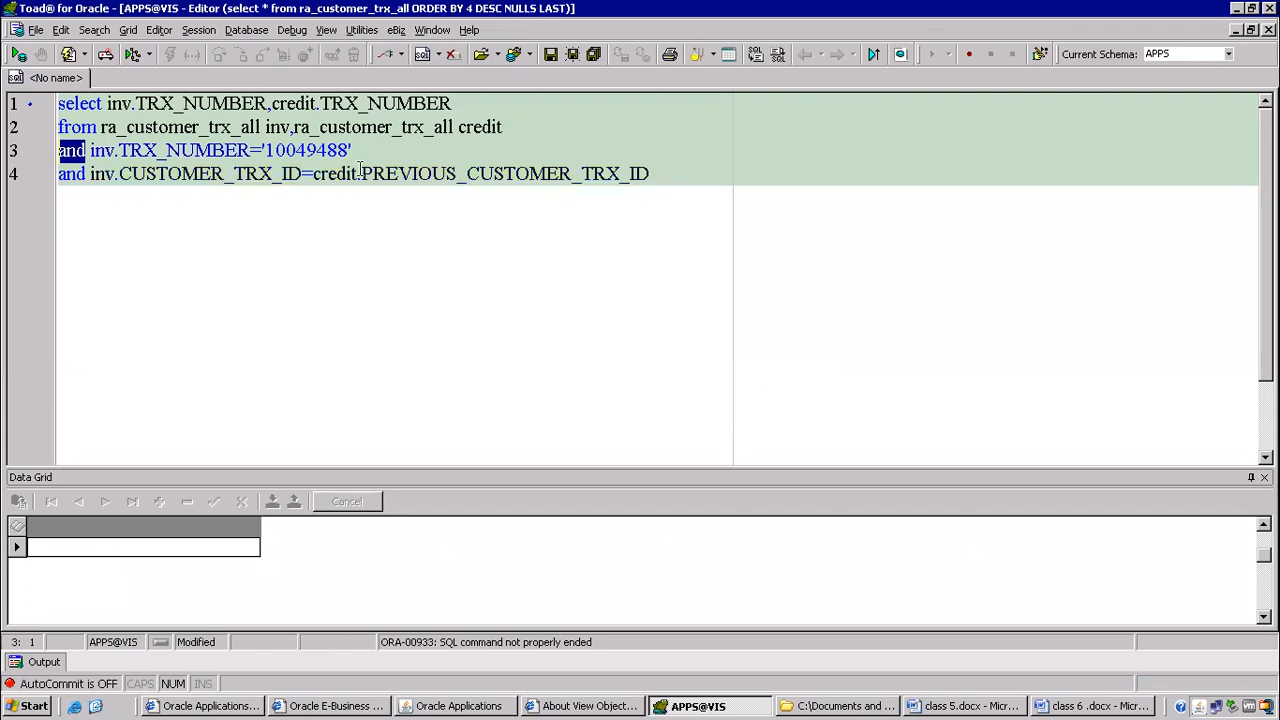 Toad® for Oracle - [APPS@VIS - Editor (select * from ra_customer_trx_all ORDER BY 4 DESC NULLS LAST)]
File Edit Search Grid Editor Session Database Debug View Utilities eBiz Window Help
Current Schema: APPS
<No name>
1 select inv.TRX_NUMBER,credit.TRX_NUMBER
2 from ra_customer_trx_all inv,ra_customer_trx_all credit
3 and inv.TRX_NUMBER='10049488'
4 and inv.CUSTOMER_TRX_ID=credit.PREVIOUS_CUSTOMER_TRX_ID
Data Grid
Cancel
3: 1 APPS@VIS Modified ORA-00933: SQL command not properly ended
Output
AutoCommit is OFF CAPS NUM INS
Start Oracle Applications... Oracle E-Business ... Oracle Applications About View Object... APPS@VIS C:\Documents and ... class 5.docx - Micr... class 6 .docx - Micr...